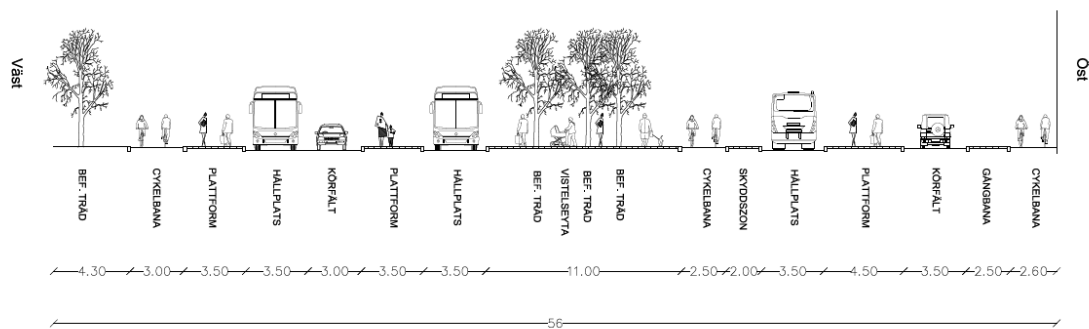 Väst
Ost
BEF. TRÄD
CYKELBANA
PLATTFORM
HÅLLPLATS
KÖRFÄLT
PLATTFORM
HÅLLPLATS
BEF. TRÄD
VISTELSEYTA
BEF. TRÄD
BEF. TRÄD
CYKELBANA
SKYDDSZON
HÅLLPLATS
PLATTFORM
KÖRFÄLT
GÅNGBANA
CYKELBANA
4.30 3.00 3.50 3.50 3.00 3.50 3.50 11.00 2.50 2.00 3.50 4.50 3.50 2.50 2.60
56